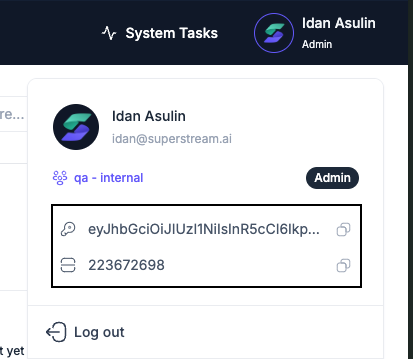 System Tasks
Idan Asulin
Admin
re...
Idan Asulin
idan@superstream.ai
qa - internal
Admin
eyJhbGciOiJIUzI1NiIsInR5cCI6Ikp...
223672698
Log out
t yet